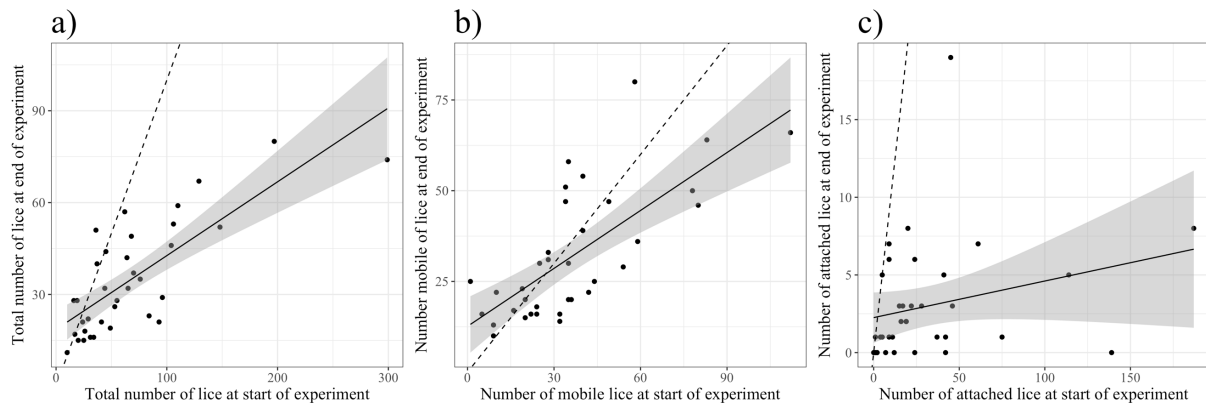 a)
Total number of lice at end of experiment
90
60
30
0
100
200
300
Total number of lice at start of experiment
b)
Number mobile of lice at end of experiment
75
50
25
0
30
60
90
Number of mobile lice at start of experiment
c)
Number of attached lice at end of experiment
15
10
5
0
0
50
100
150
Number of attached lice at start of experiment